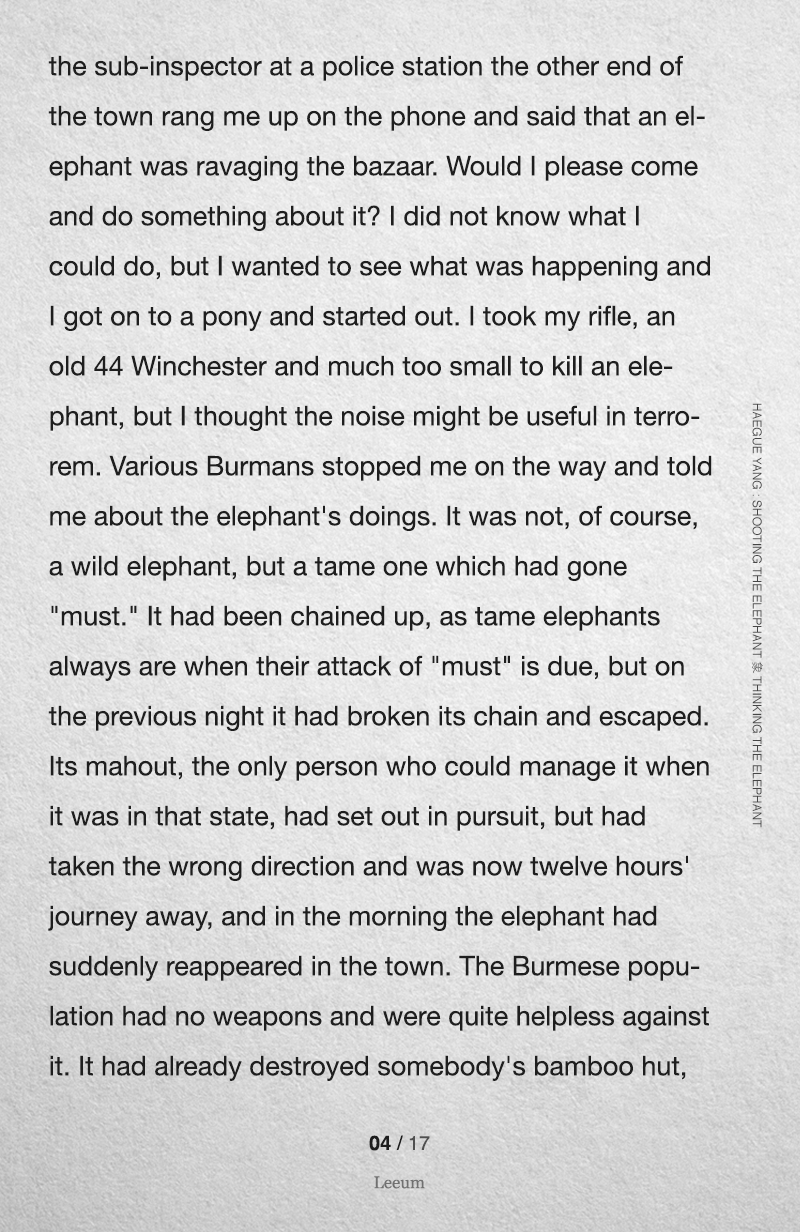 the sub-inspector at a police station the other end of
the town rang me up on the phone and said that an el-
ephant was ravaging the bazaar. Would I please come
and do something about it? I did not know what I
could do, but I wanted to see what was happening and
I got on to a pony and started out. I took my rifle, an
old 44 Winchester and much too small to kill an ele-
phant, but I thought the noise might be useful in terro-
rem. Various Burmans stopped me on the way and told
me about the elephant's doings. It was not, of course,
a wild elephant, but a tame one which had gone
"must." It had been chained up, as tame elephants
always are when their attack of "must" is due, but on
the previous night it had broken its chain and escaped.
Its mahout, the only person who could manage it when
it was in that state, had set out in pursuit, but had
taken the wrong direction and was now twelve hours'
journey away, and in the morning the elephant had
suddenly reappeared in the town. The Burmese popu-
lation had no weapons and were quite helpless against
it. It had already destroyed somebody's bamboo hut,
HAEGUE YANG : SHOOTING THE ELEPHANT 象 THINKING THE ELEPHANT
04 / 17
Leeum